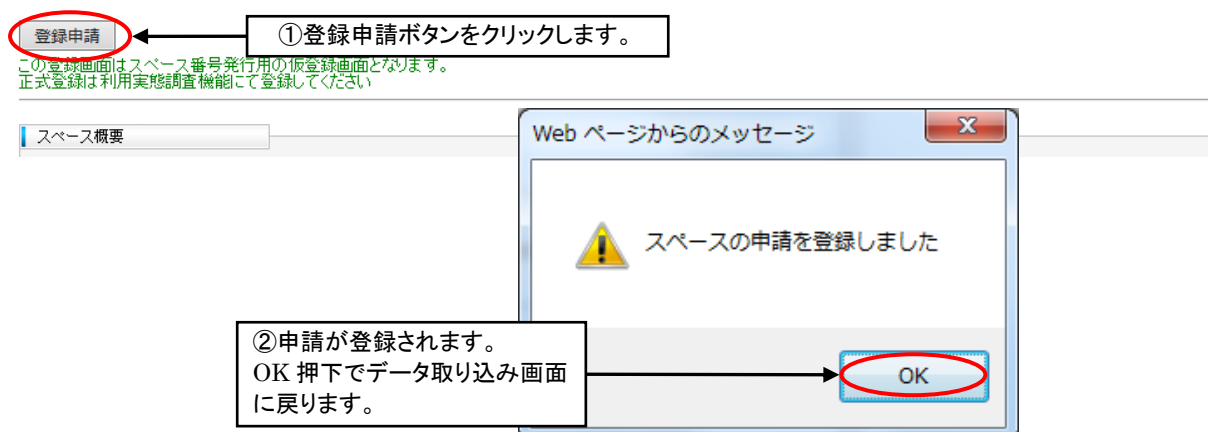 登録申請
①登録申請ボタンをクリックします。
この登録画面はスペース番号発行用の仮登録画面となります。
正式登録は利用実態調査機能にて登録してください
スペース概要
Web ページからのメッセージ
スペースの申請を登録しました
②申請が登録されます。
OK 押下でデータ取り込み画面
に戻ります。
OK